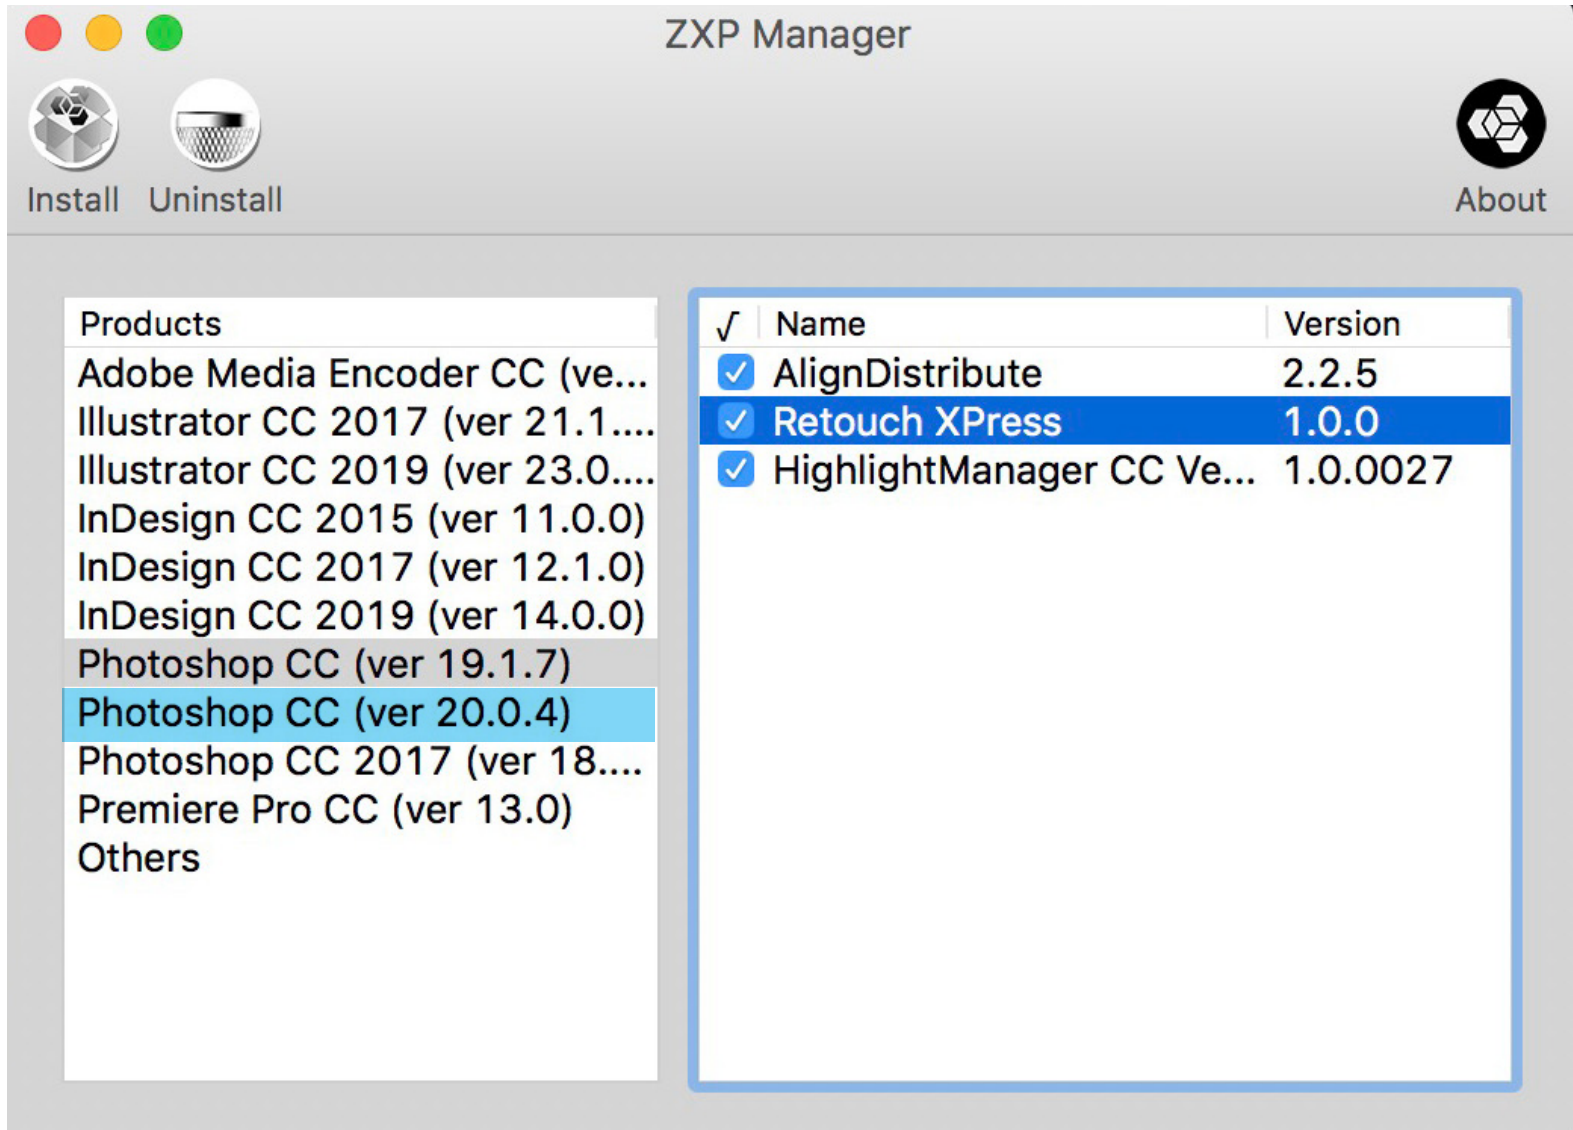 ZXP Manager
Install Uninstall About
Products
Adobe Media Encoder CC (ve...
Illustrator CC 2017 (ver 21.1....
Illustrator CC 2019 (ver 23.0....
InDesign CC 2015 (ver 11.0.0)
InDesign CC 2017 (ver 12.1.0)
InDesign CC 2019 (ver 14.0.0)
Photoshop CC (ver 19.1.7)
Photoshop CC (ver 20.0.4)
Photoshop CC 2017 (ver 18....
Premiere Pro CC (ver 13.0)
Others
√ Name Version
AlignDistribute 2.2.5
Retouch XPress 1.0.0
HighlightManager CC Ve... 1.0.0027